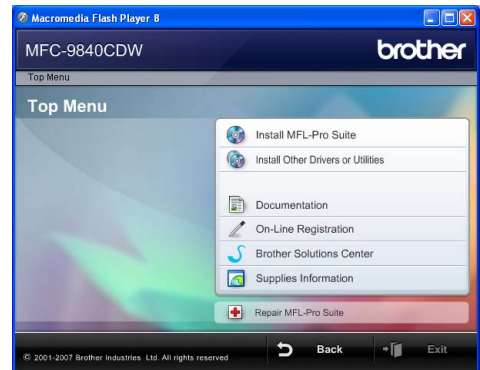 Macromedia Flash Player 8
MFC-9840CDW
brother
Top Menu
Top Menu
Install MFL-Pro Suite
Install Other Drivers or Utilities
Documentation
On-Line Registration
Brother Solutions Center
Supplies Information
Repair MFL-Pro Suite
© 2001-2007 Brother Industries Ltd. All rights reserved
Back
Exit